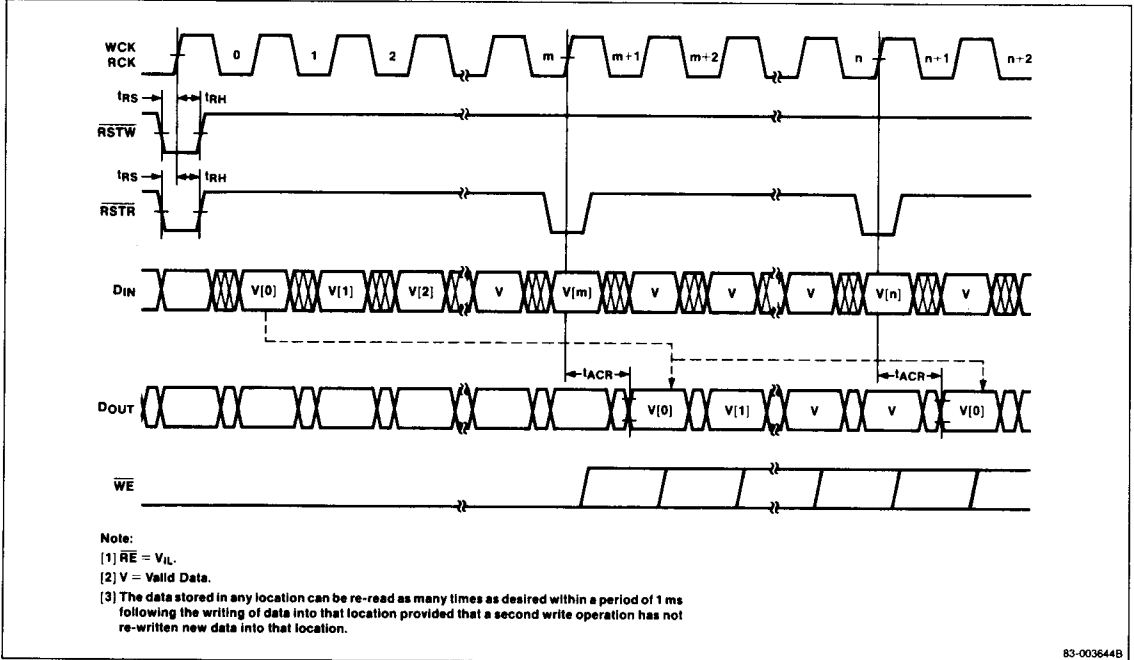 WCK
RCK
0 1 2 m m+1 m+2 n n+1 n+2
tRS tRH
RSTW
tRS tRH
RSTR
DIN V[0] V[1] V[2] V V[m] V V V V[n] V
tACR tACR
DOUT V[0] V[1] V V V[0]
WE
Note:
[1] RE = VIL.
[2] V = Valid Data.
[3] The data stored in any location can be re-read as many times as desired within a period of 1 ms
following the writing of data into that location provided that a second write operation has not
re-written new data into that location.
83-003644B